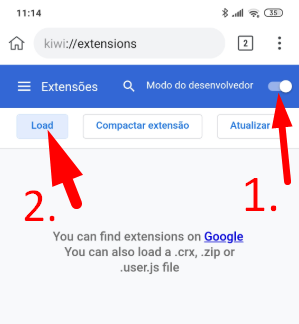 11:14
35
kiwi://extensions
2
Extensões
Modo do desenvolvedor
Load
Compactar extensão
Atualizar
2.
1.
You can find extensions on Google
You can also load a .crx, .zip or
.user.js file